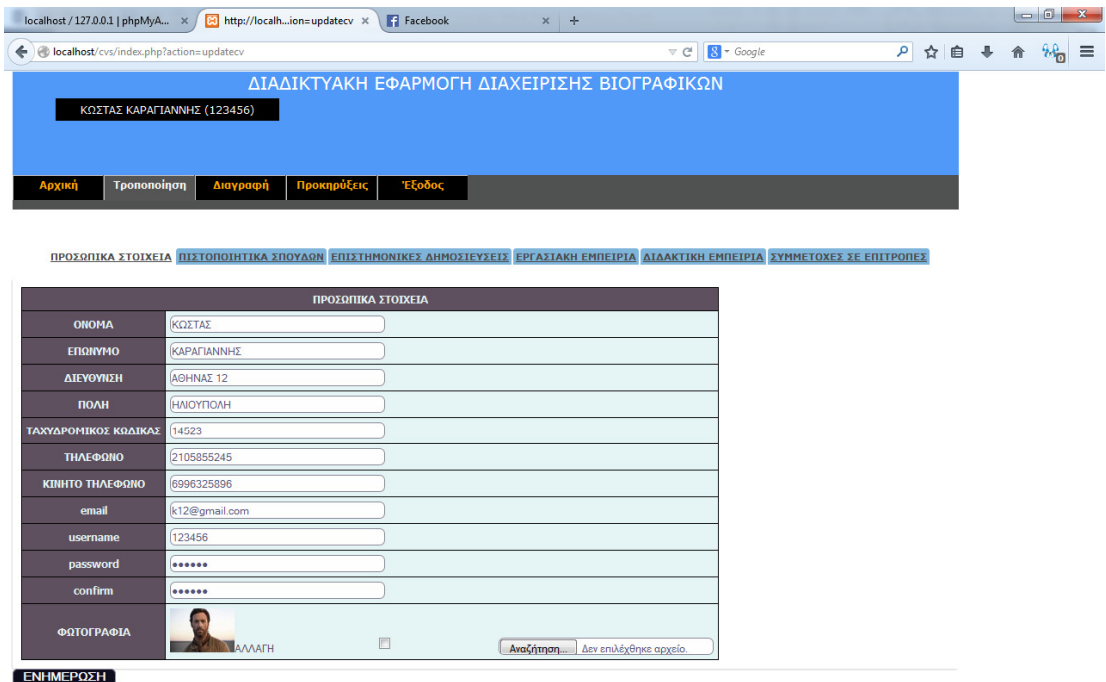 localhost / 127.0.0.1 | phpMyA... × http://localh...ion=updatecv × Facebook × +
localhost/cvs/index.php?action=updatecv Google
ΔΙΑΔΙΚΤΥΑΚΗ ΕΦΑΡΜΟΓΗ ΔΙΑΧΕΙΡΙΣΗΣ ΒΙΟΓΡΑΦΙΚΩΝ
ΚΩΣΤΑΣ ΚΑΡΑΓΙΑΝΝΗΣ (123456)
Αρχική Τροποποίηση Διαγραφή Προκηρύξεις Έξοδος
ΠΡΟΣΩΠΙΚΑ ΣΤΟΙΧΕΙΑ ΠΙΣΤΟΠΟΙΗΤΙΚΑ ΣΠΟΥΔΩΝ ΕΠΙΣΤΗΜΟΝΙΚΕΣ ΔΗΜΟΣΙΕΥΣΕΙΣ ΕΡΓΑΣΙΑΚΗ ΕΜΠΕΙΡΙΑ ΔΙΔΑΚΤΙΚΗ ΕΜΠΕΙΡΙΑ ΣΥΜΜΕΤΟΧΕΣ ΣΕ ΕΠΙΤΡΟΠΕΣ
ΠΡΟΣΩΠΙΚΑ ΣΤΟΙΧΕΙΑ
ΟΝΟΜΑ ΚΩΣΤΑΣ
ΕΠΩΝΥΜΟ ΚΑΡΑΓΙΑΝΝΗΣ
ΔΙΕΥΘΥΝΣΗ ΑΘΗΝΑΣ 12
ΠΟΛΗ ΗΛΙΟΥΠΟΛΗ
ΤΑΧΥΔΡΟΜΙΚΟΣ ΚΩΔΙΚΑΣ 14523
ΤΗΛΕΦΩΝΟ 2105855245
ΚΙΝΗΤΟ ΤΗΛΕΦΩΝΟ 6996325896
email k12@gmail.com
username 123456
password ••••••
confirm ••••••
ΦΩΤΟΓΡΑΦΙΑ ΑΛΛΑΓΗ Αναζήτηση... Δεν επιλέχθηκε αρχείο.
ΕΝΗΜΕΡΩΣΗ